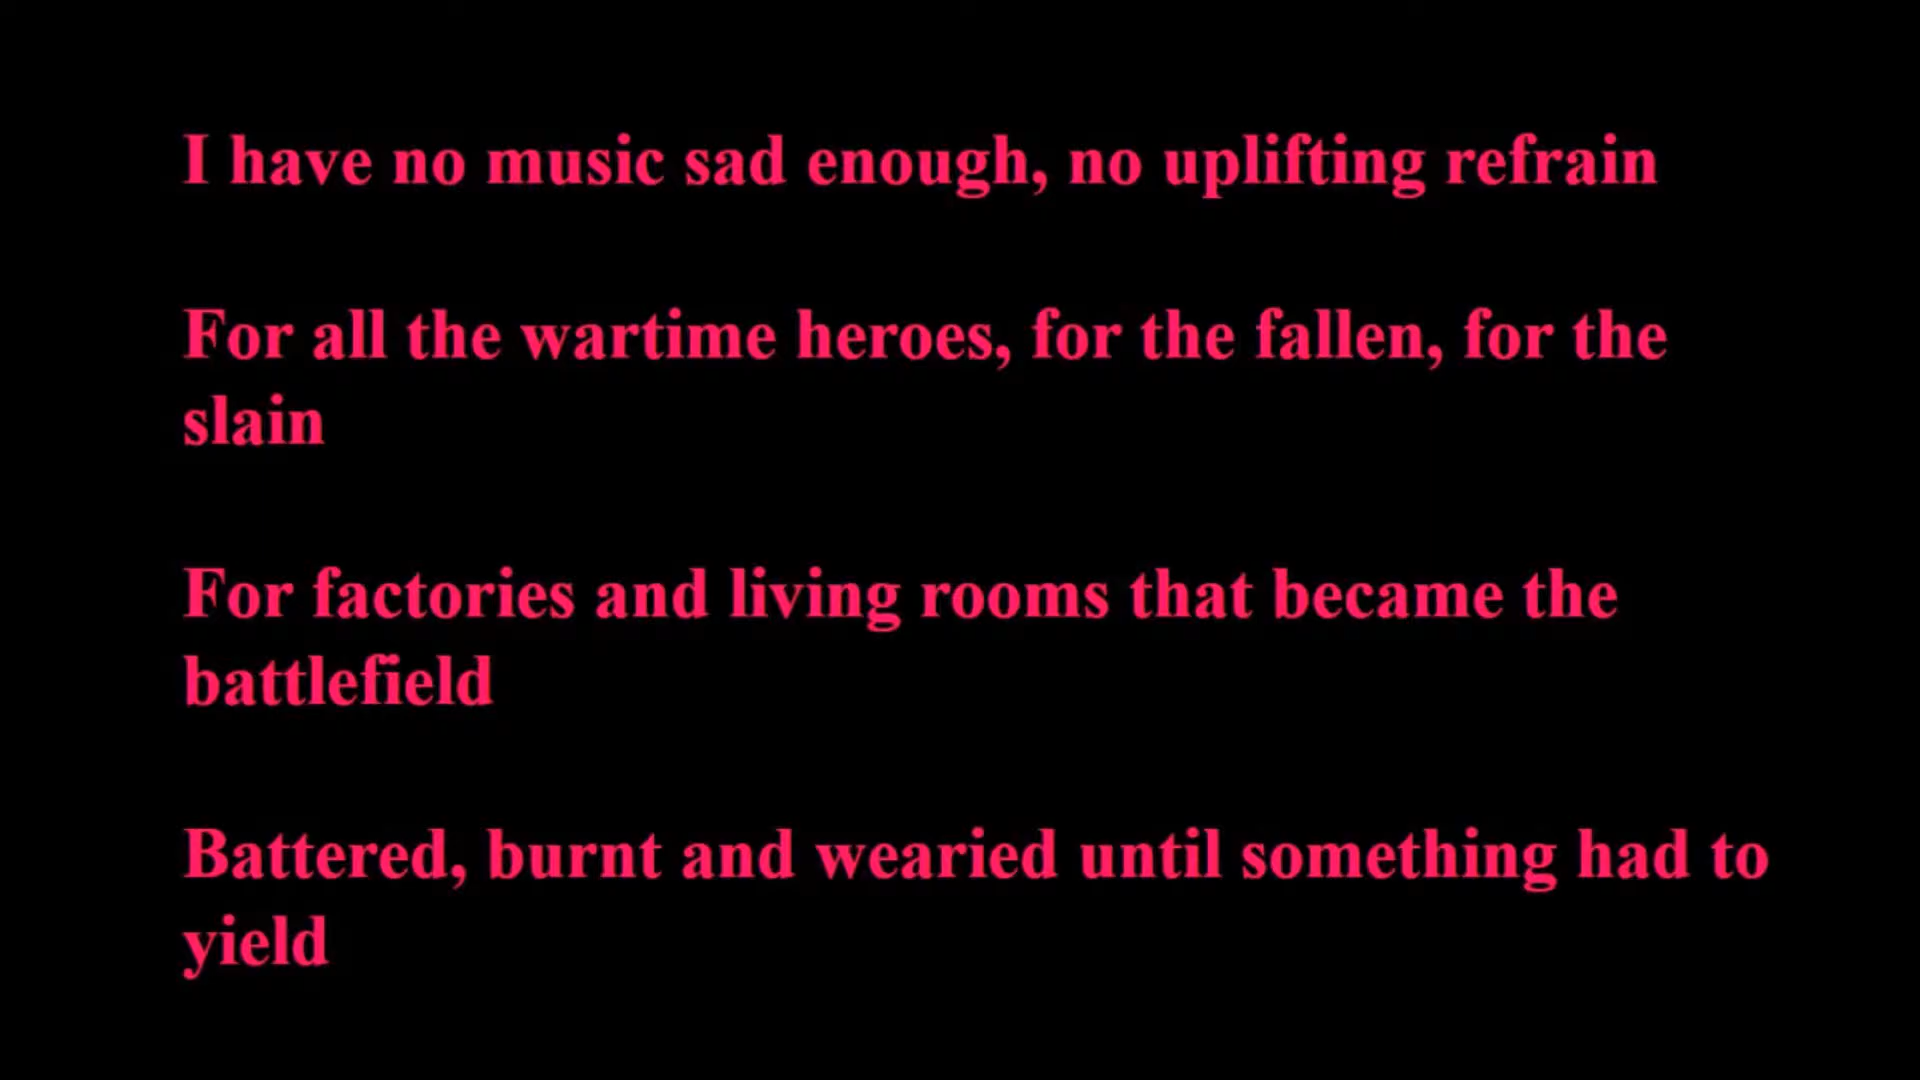 I have no music sad enough, no uplifting refrain
For all the wartime heroes, for the fallen, for the
slain
For factories and living rooms that became the
battlefield
Battered, burnt and wearied until something had to
yield